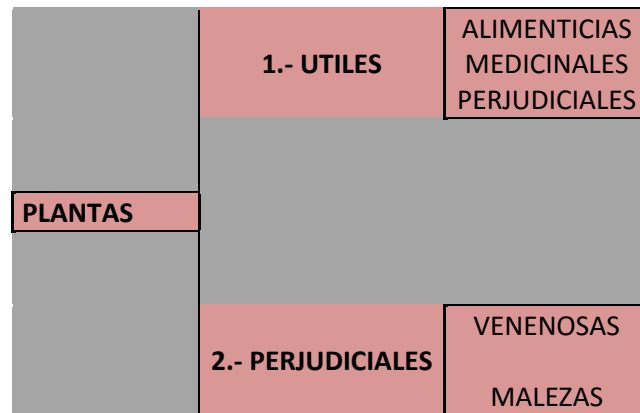 1.- UTILES
ALIMENTICIAS
MEDICINALES
PERJUDICIALES
PLANTAS
2.- PERJUDICIALES
VENENOSAS
MALEZAS